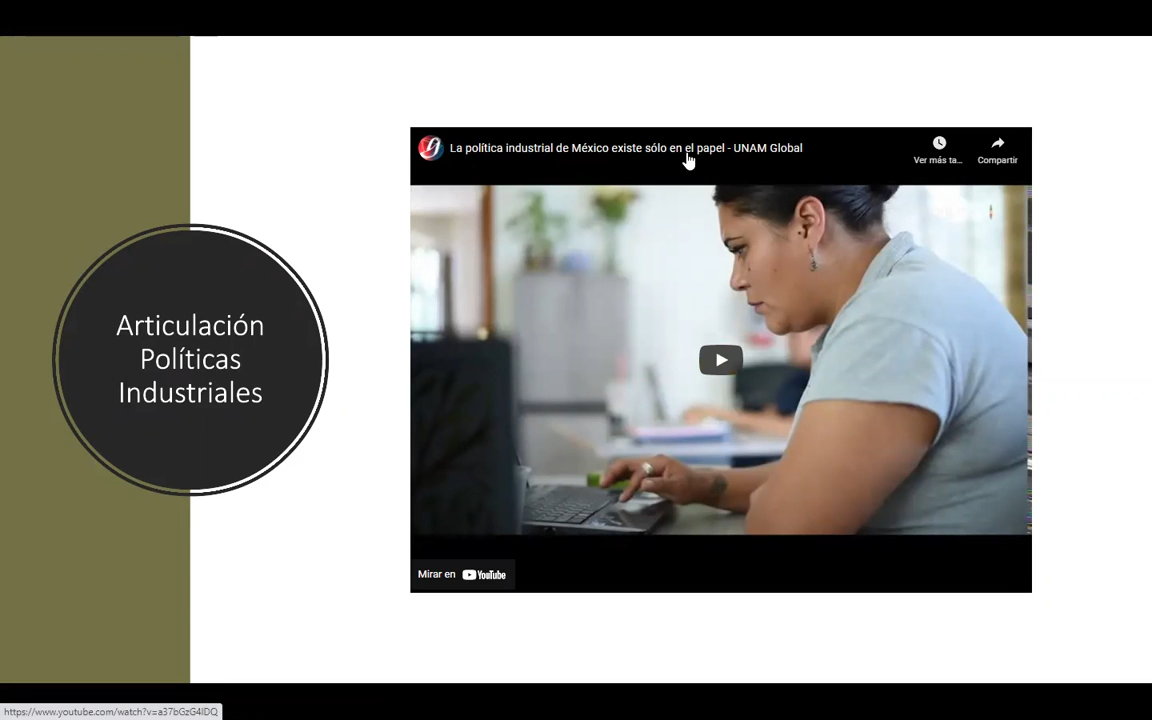 La política industrial de México existe sólo en el papel - UNAM Global
Ver más ta...
Compartir
Articulación
Políticas
Industriales
Mirar en YouTube
https://www.youtube.com/watch?v=a37bGzG4IDQ